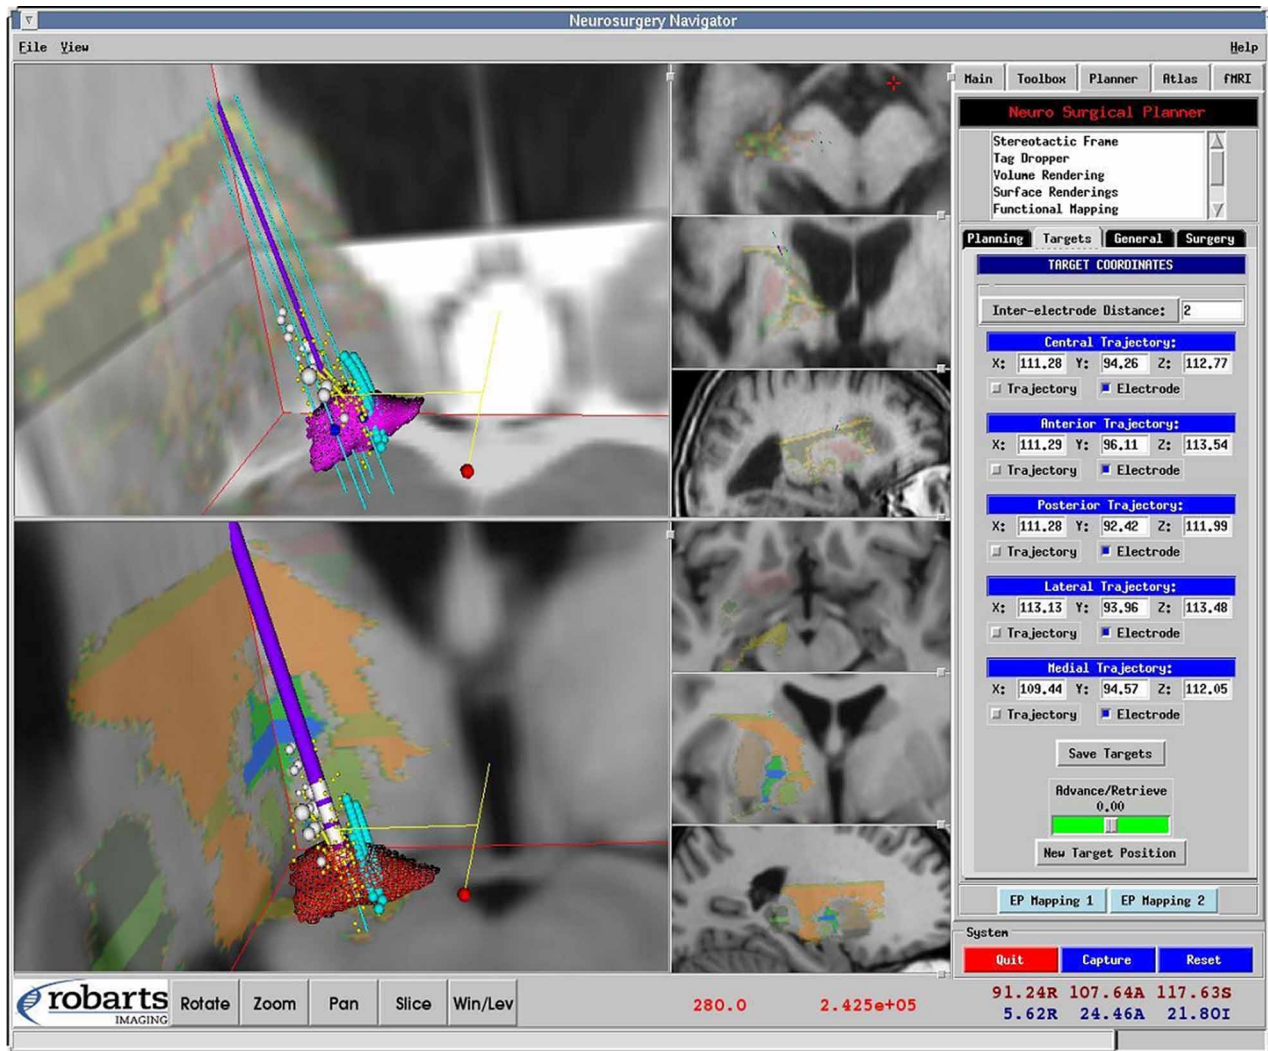 Neurosurgery Navigator
File View Help
Main Toolbox Planner Atlas fMRI
Neuro Surgical Planner
Stereotactic Frame
Tag Dropper
Volume Rendering
Surface Renderings
Functional Mapping
Planning Targets General Surgery
TARGET COORDINATES
Inter-electrode Distance: 2
Central Trajectory:
X: 111.28 Y: 94.26 Z: 112.77
Trajectory Electrode
Anterior Trajectory:
X: 111.29 Y: 96.11 Z: 113.54
Trajectory Electrode
Posterior Trajectory:
X: 111.28 Y: 92.42 Z: 111.99
Trajectory Electrode
Lateral Trajectory:
X: 113.13 Y: 93.96 Z: 113.48
Trajectory Electrode
Medial Trajectory:
X: 109.44 Y: 94.57 Z: 112.05
Trajectory Electrode
Save Targets
Advance/Retrieve
0.00
New Target Position
EP Mapping 1 EP Mapping 2
System
Quit Capture Reset
robarts
IMAGING
Rotate Zoom Pan Slice Win/Lev
280.0 2.425e+05
91.24R 107.64A 117.63S
5.62R 24.46A 21.80I